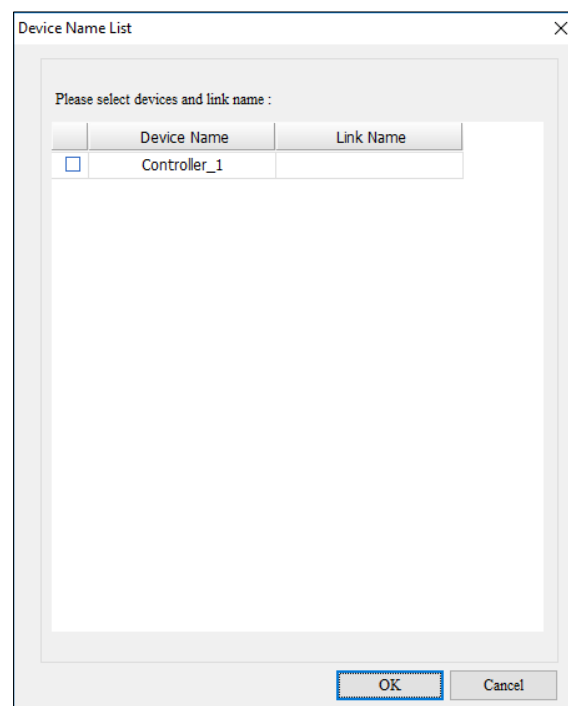 Device Name List
Please select devices and link name :
Device Name Link Name
Controller_1
OK Cancel